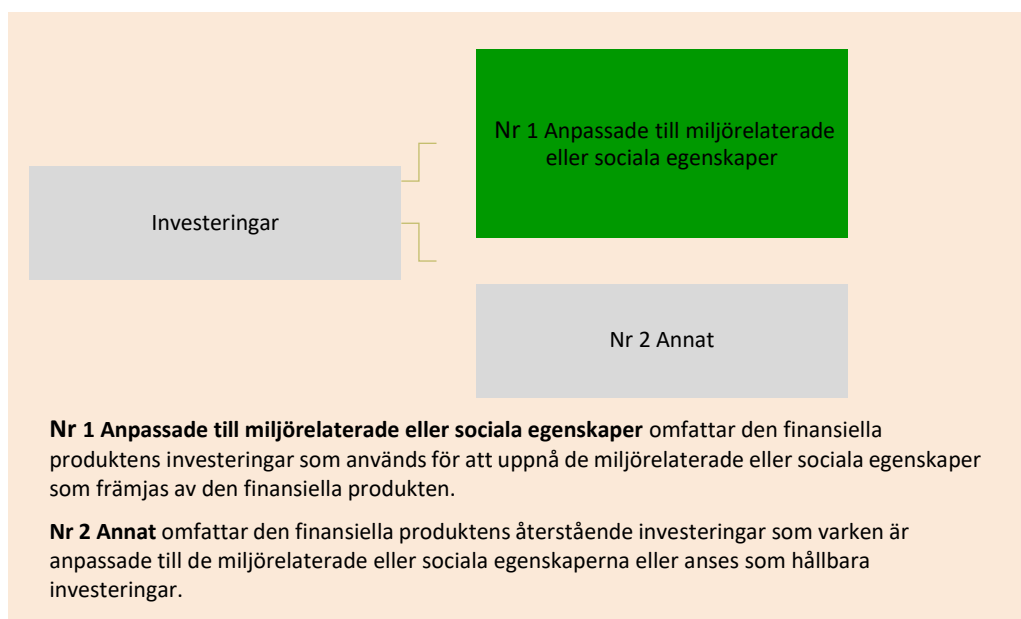 Nr 1 Anpassade till miljörelaterade
eller sociala egenskaper
Investeringar
Nr 2 Annat
Nr 1 Anpassade till miljörelaterade eller sociala egenskaper omfattar den finansiella
produktens investeringar som används för att uppnå de miljörelaterade eller sociala egenskaper
som främjas av den finansiella produkten.
Nr 2 Annat omfattar den finansiella produktens återstående investeringar som varken är
anpassade till de miljörelaterade eller sociala egenskaperna eller anses som hållbara
investeringar.